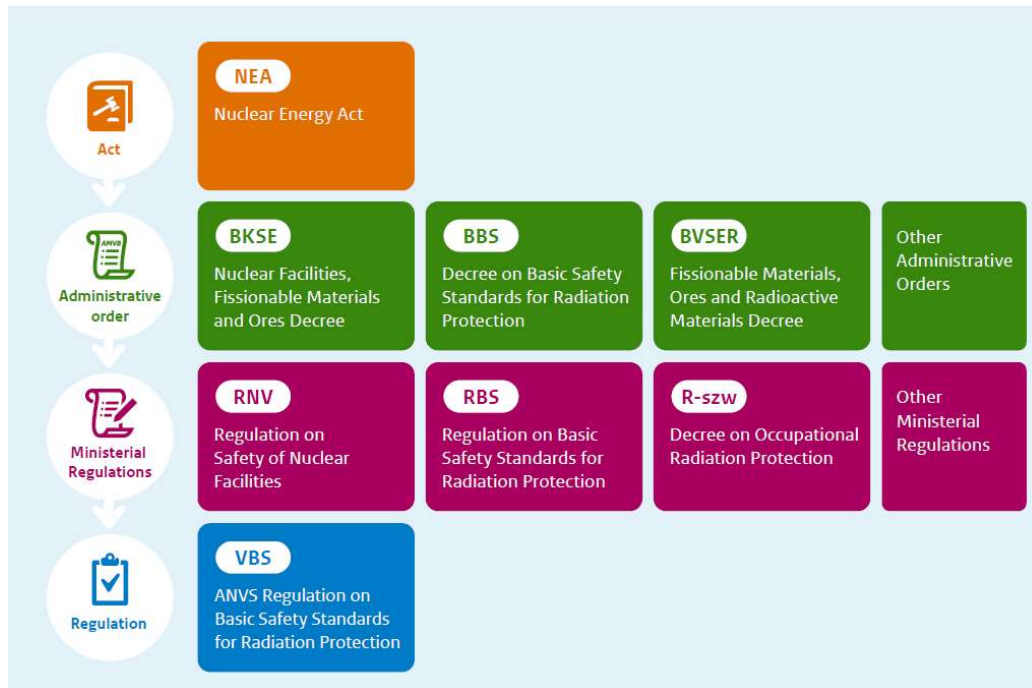 NEA
Nuclear Energy Act
Act
BKSE
Nuclear Facilities,
Fissionable Materials
and Ores Decree
BBS
Decree on Basic Safety
Standards for Radiation
Protection
BVSER
Fissionable Materials,
Ores and Radioactive
Materials Decree
Other
Administrative
Orders
AMVB
Administrative
order
RNV
Regulation on
Safety of Nuclear
Facilities
RBS
Regulation on Basic
Safety Standards for
Radiation Protection
R-szw
Decree on Occupational
Radiation Protection
Other
Ministerial
Regulations
Ministerial
Regulations
VBS
ANVS Regulation on
Basic Safety Standards
for Radiation Protection
Regulation